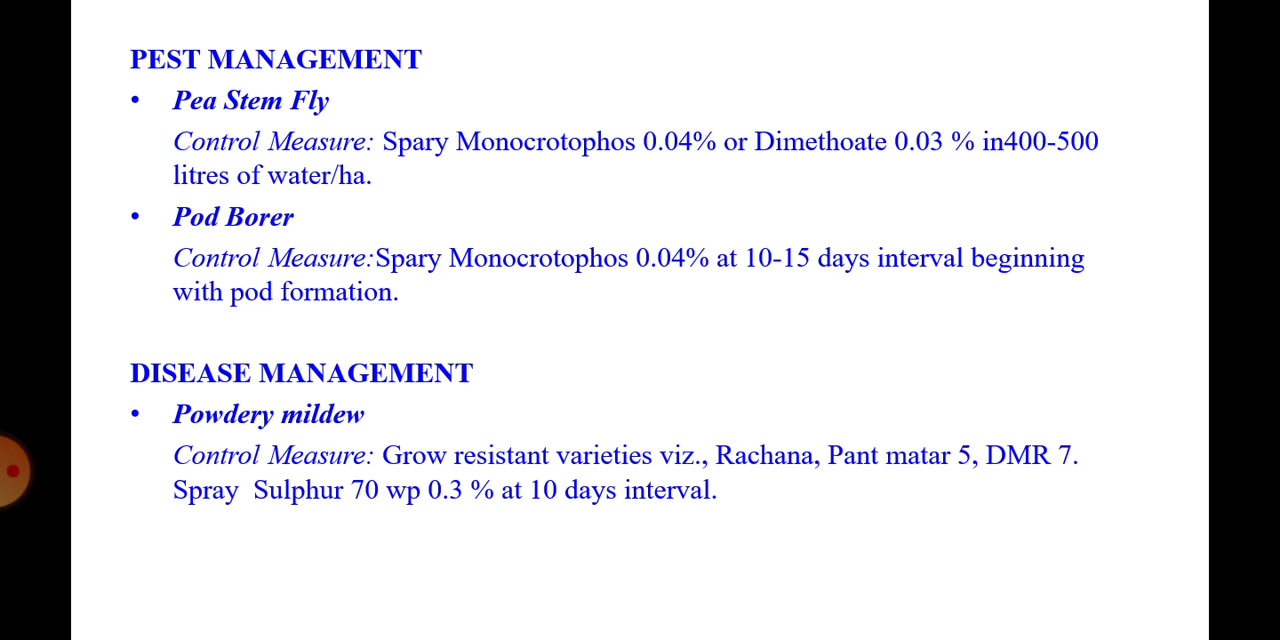 PEST MANAGEMENT
• Pea Stem Fly
Control Measure: Spary Monocrotophos 0.04% or Dimethoate 0.03 % in400-500
litres of water/ha.
• Pod Borer
Control Measure:Spary Monocrotophos 0.04% at 10-15 days interval beginning
with pod formation.
DISEASE MANAGEMENT
• Powdery mildew
Control Measure: Grow resistant varieties viz., Rachana, Pant matar 5, DMR 7.
Spray  Sulphur 70 wp 0.3 % at 10 days interval.